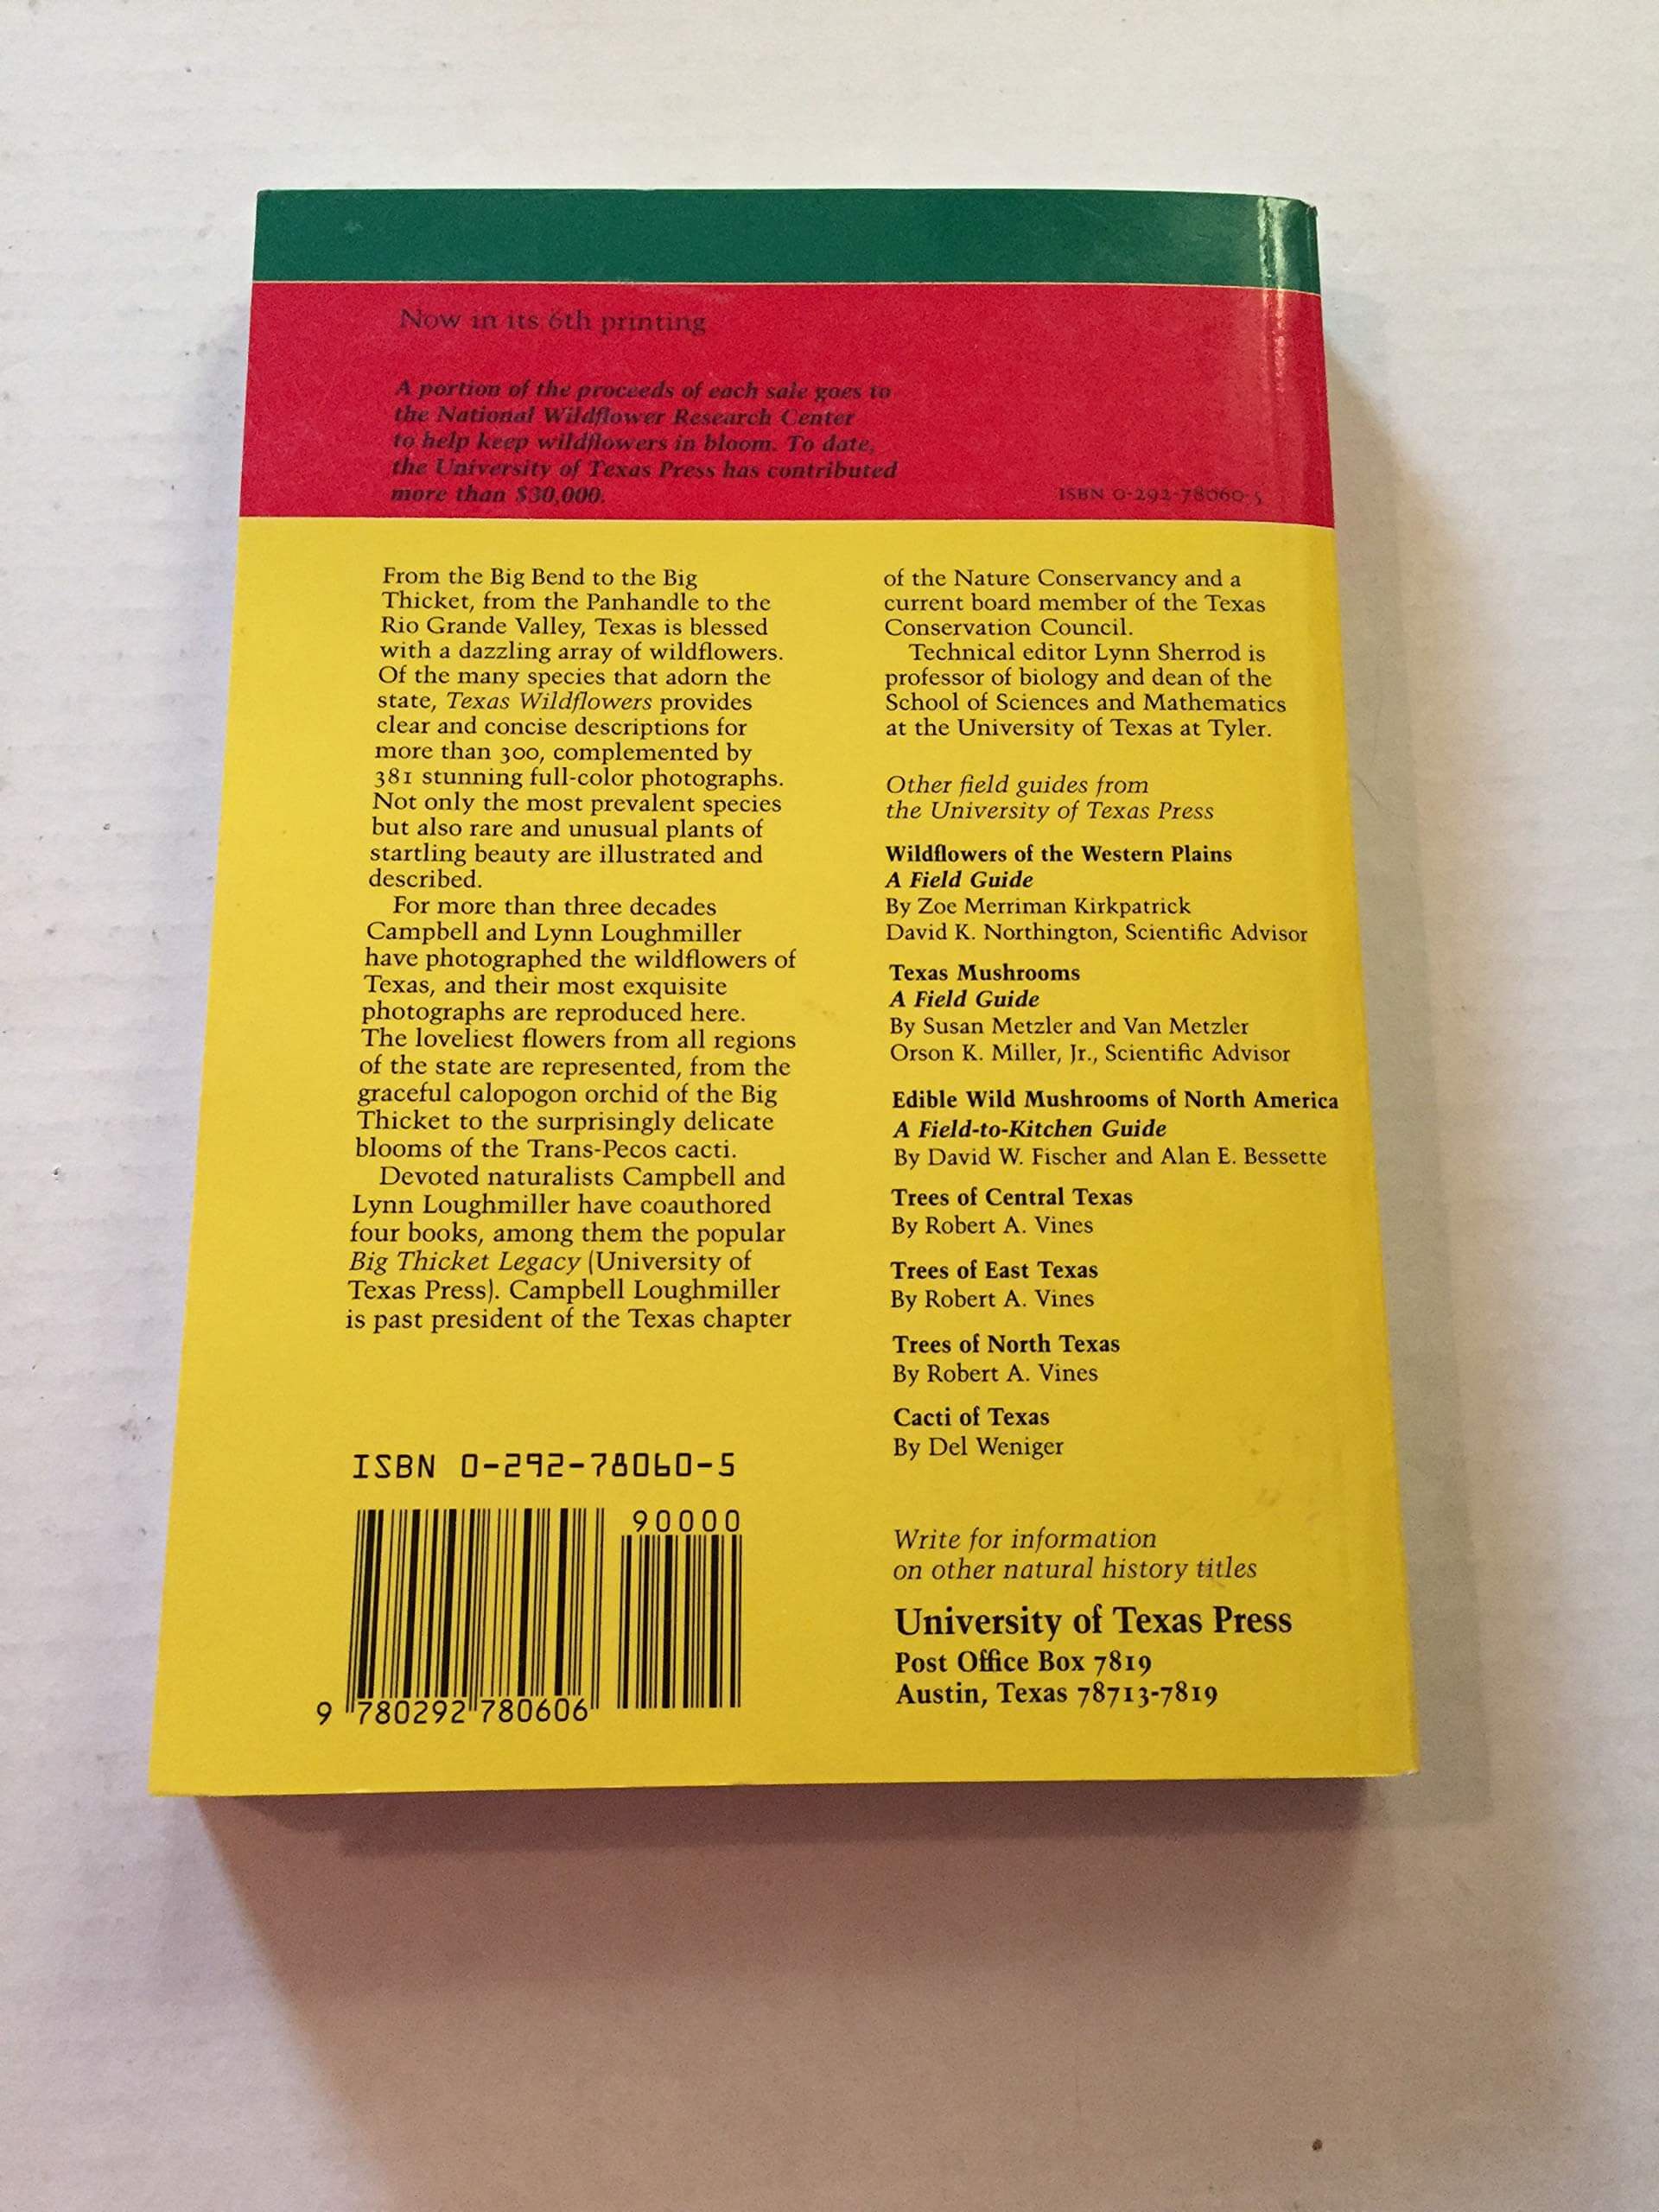 Now in its 6th printing
A portion of the proceeds of each sale goes to
the National Wildflower Research Center
to help keep wildflowers in bloom. To date,
the University of Texas Press has contributed
more than $30,000.
ISBN 0-292-78060-5
From the Big Bend to the Big
Thicket, from the Panhandle to the
Rio Grande Valley, Texas is blessed
with a dazzling array of wildflowers.
Of the many species that adorn the
state, Texas Wildflowers provides
clear and concise descriptions for
more than 300, complemented by
381 stunning full-color photographs.
Not only the most prevalent species
but also rare and unusual plants of
startling beauty are illustrated and
described.
For more than three decades
Campbell and Lynn Loughmiller
have photographed the wildflowers of
Texas, and their most exquisite
photographs are reproduced here.
The loveliest flowers from all regions
of the state are represented, from the
graceful calopogon orchid of the Big
Thicket to the surprisingly delicate
blooms of the Trans-Pecos cacti.
Devoted naturalists Campbell and
Lynn Loughmiller have coauthored
four books, among them the popular
Big Thicket Legacy (University of
Texas Press). Campbell Loughmiller
is past president of the Texas chapter
of the Nature Conservancy and a
current board member of the Texas
Conservation Council.
Technical editor Lynn Sherrod is
professor of biology and dean of the
School of Sciences and Mathematics
at the University of Texas at Tyler.
Other field guides from
the University of Texas Press
Wildflowers of the Western Plains
A Field Guide
By Zoe Merriman Kirkpatrick
David K. Northington, Scientific Advisor
Texas Mushrooms
A Field Guide
By Susan Metzler and Van Metzler
Orson K. Miller, Jr., Scientific Advisor
Edible Wild Mushrooms of North America
A Field-to-Kitchen Guide
By David W. Fischer and Alan E. Bessette
Trees of Central Texas
By Robert A. Vines
Trees of East Texas
By Robert A. Vines
Trees of North Texas
By Robert A. Vines
Cacti of Texas
By Del Weniger
Write for information
on other natural history titles
University of Texas Press
Post Office Box 7819
Austin, Texas 78713-7819
ISBN 0-292-78060-5
90000
9 780292 780606